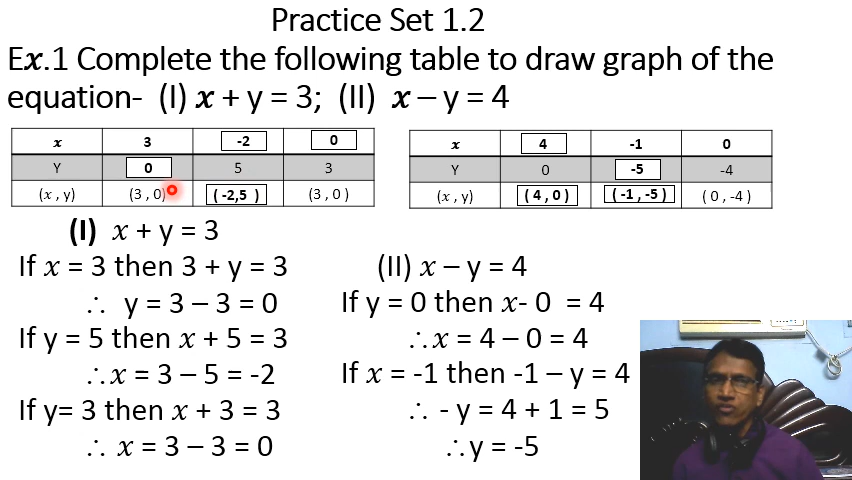 Practice Set 1.2
Ex.1 Complete the following table to draw graph of the
equation- (I) x + y = 3; (II) x – y = 4
x 3 -2 0
Y 0 5 3
(x , y) (3 , 0) ( -2,5 ) (3 , 0 )
x 4 -1 0
Y 0 -5 -4
(x , y) ( 4 , 0 ) ( -1 , -5 ) ( 0 , -4 )
(I) x + y = 3
If x = 3 then 3 + y = 3
∴ y = 3 – 3 = 0
If y = 5 then x + 5 = 3
∴x = 3 – 5 = -2
If y= 3 then x + 3 = 3
∴ x = 3 – 3 = 0
(II) x – y = 4
If y = 0 then x- 0 = 4
∴x = 4 – 0 = 4
If x = -1 then -1 – y = 4
∴ - y = 4 + 1 = 5
∴y = -5